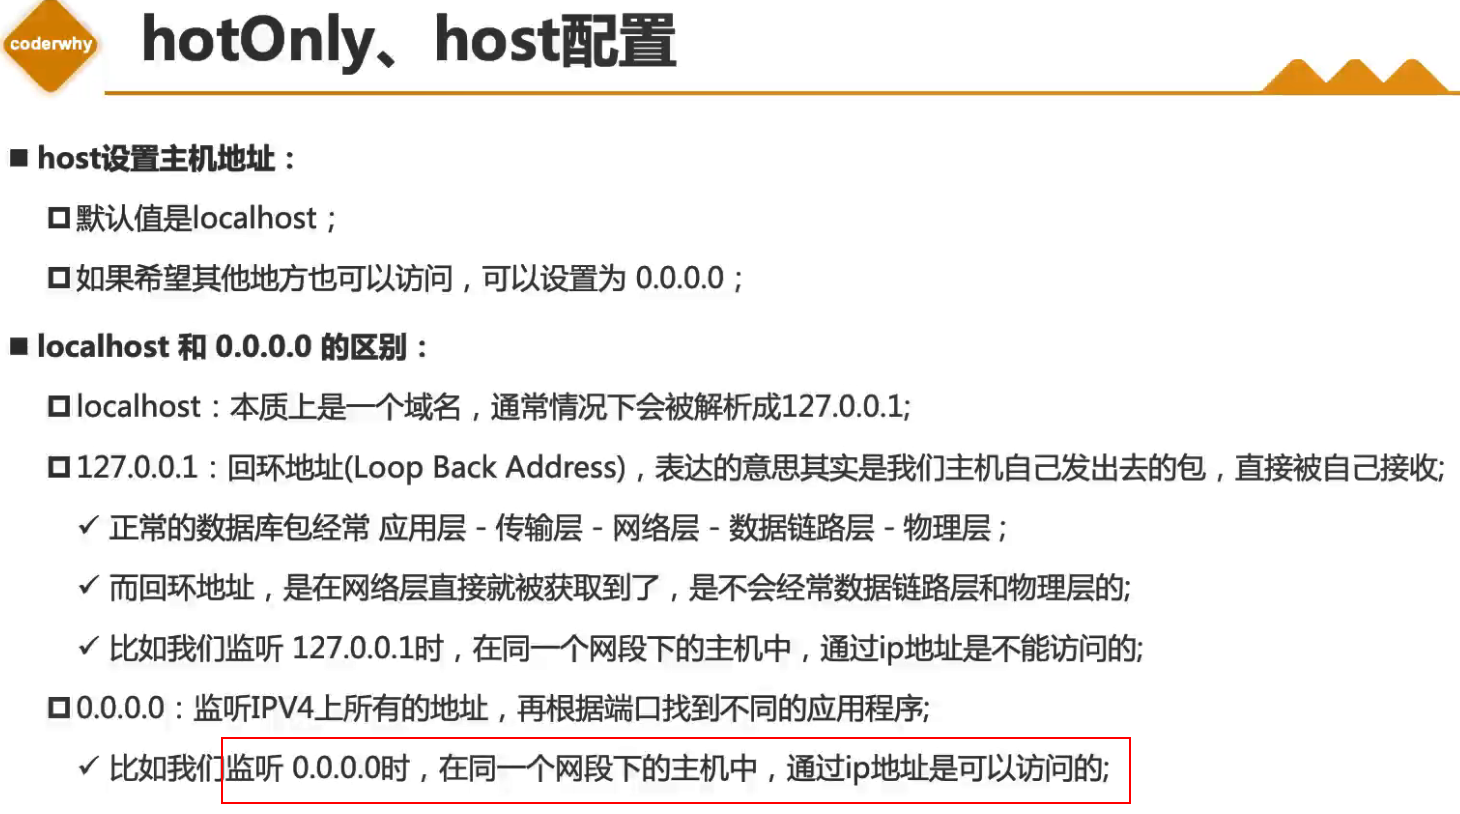 coderwhy
hotOnly、host配置
host设置主机地址：
默认值是localhost；
如果希望其他地方也可以访问，可以设置为 0.0.0.0；
localhost 和 0.0.0.0 的区别：
localhost：本质上是一个域名，通常情况下会被解析成127.0.0.1;
127.0.0.1：回环地址(Loop Back Address)，表达的意思其实是我们主机自己发出去的包，直接被自己接收;
✓ 正常的数据库包经常 应用层 - 传输层 - 网络层 - 数据链路层 - 物理层；
✓ 而回环地址，是在网络层直接就被获取到了，是不会经常数据链路层和物理层的;
✓ 比如我们监听 127.0.0.1时，在同一个网段下的主机中，通过ip地址是不能访问的;
0.0.0.0：监听IPV4上所有的地址，再根据端口找到不同的应用程序;
✓ 比如我们监听 0.0.0.0时，在同一个网段下的主机中，通过ip地址是可以访问的;